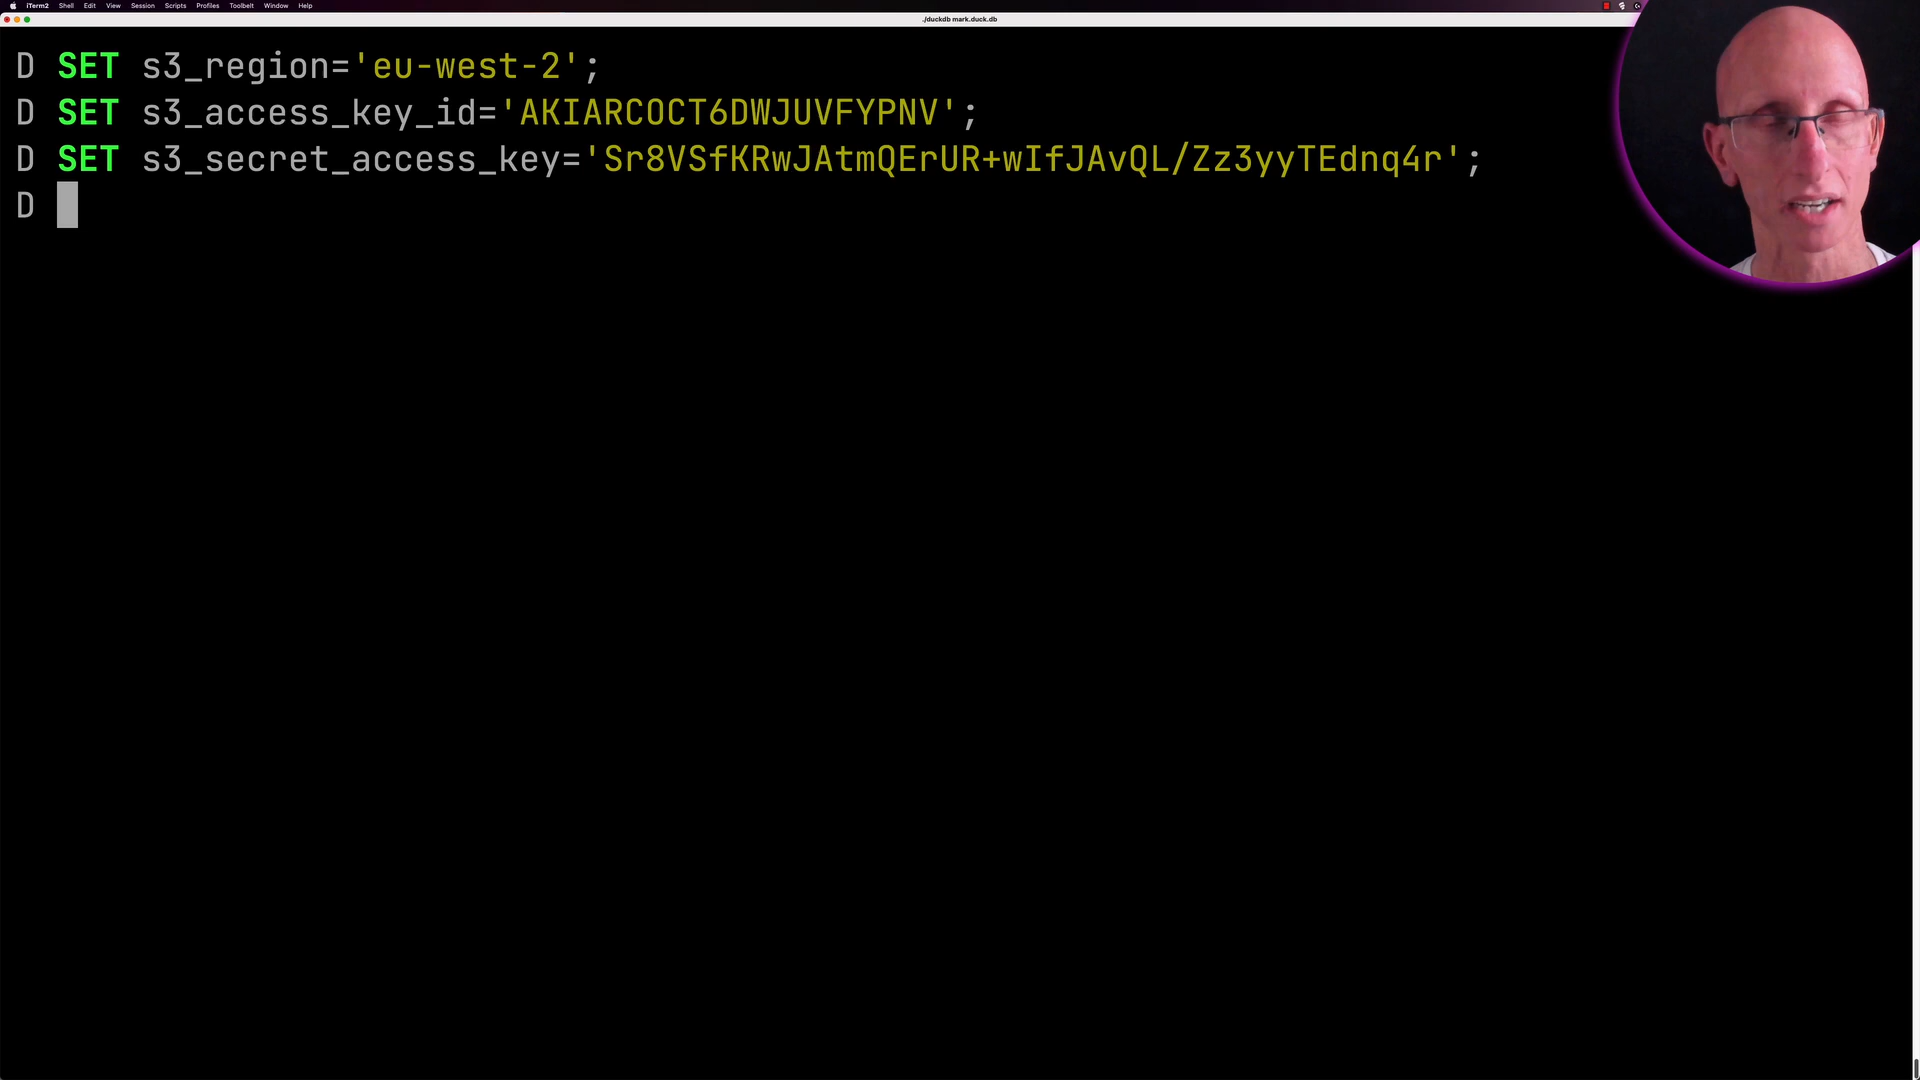 iTerm2 Shell Edit View Session Scripts Profiles Toolbelt Window Help
./duckdb mark.duck.db
D SET s3_region='eu-west-2';
D SET s3_access_key_id='AKIARCOCT6DWJUVFYPNV';
D SET s3_secret_access_key='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';
D